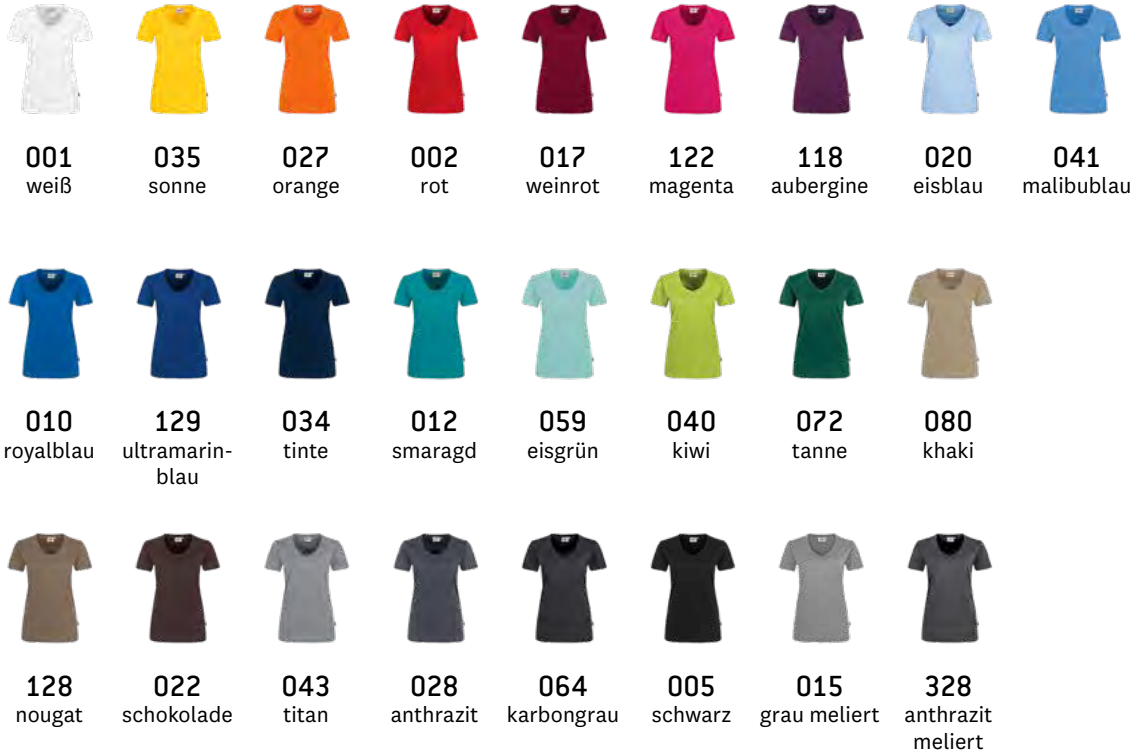 001 035 027 002 017 122 118 020 041
weiß sonne orange rot weinrot magenta aubergine eisblau malibublau
010 129 034 012 059 040 072 080
royalblau ultramarin- tinte smaragd eisgrün kiwi tanne khaki
blau
128 022 043 028 064 005 015 328
nougat schokolade titan anthrazit karbongrau schwarz grau meliert anthrazit
meliert